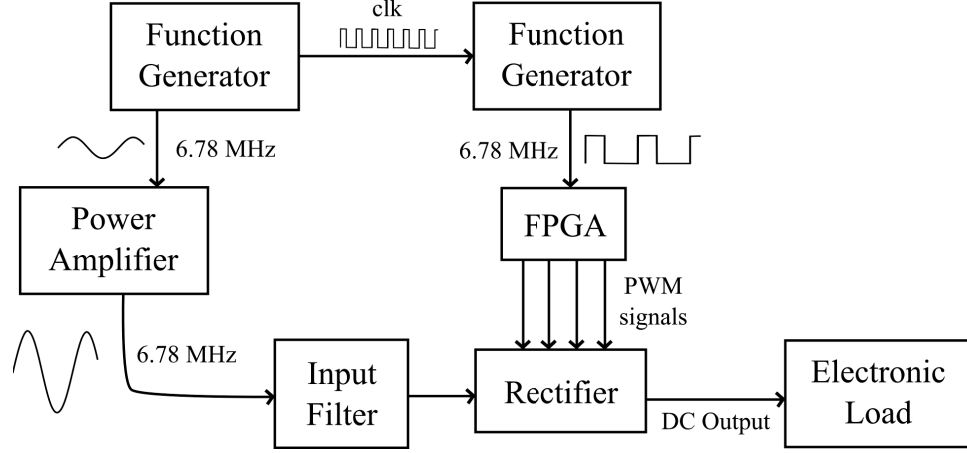 clk
Function
Generator
Function
Generator
6.78 MHz
6.78 MHz
Power
Amplifier
FPGA
PWM
signals
6.78 MHz
Input
Filter
Rectifier
DC Output
Electronic
Load